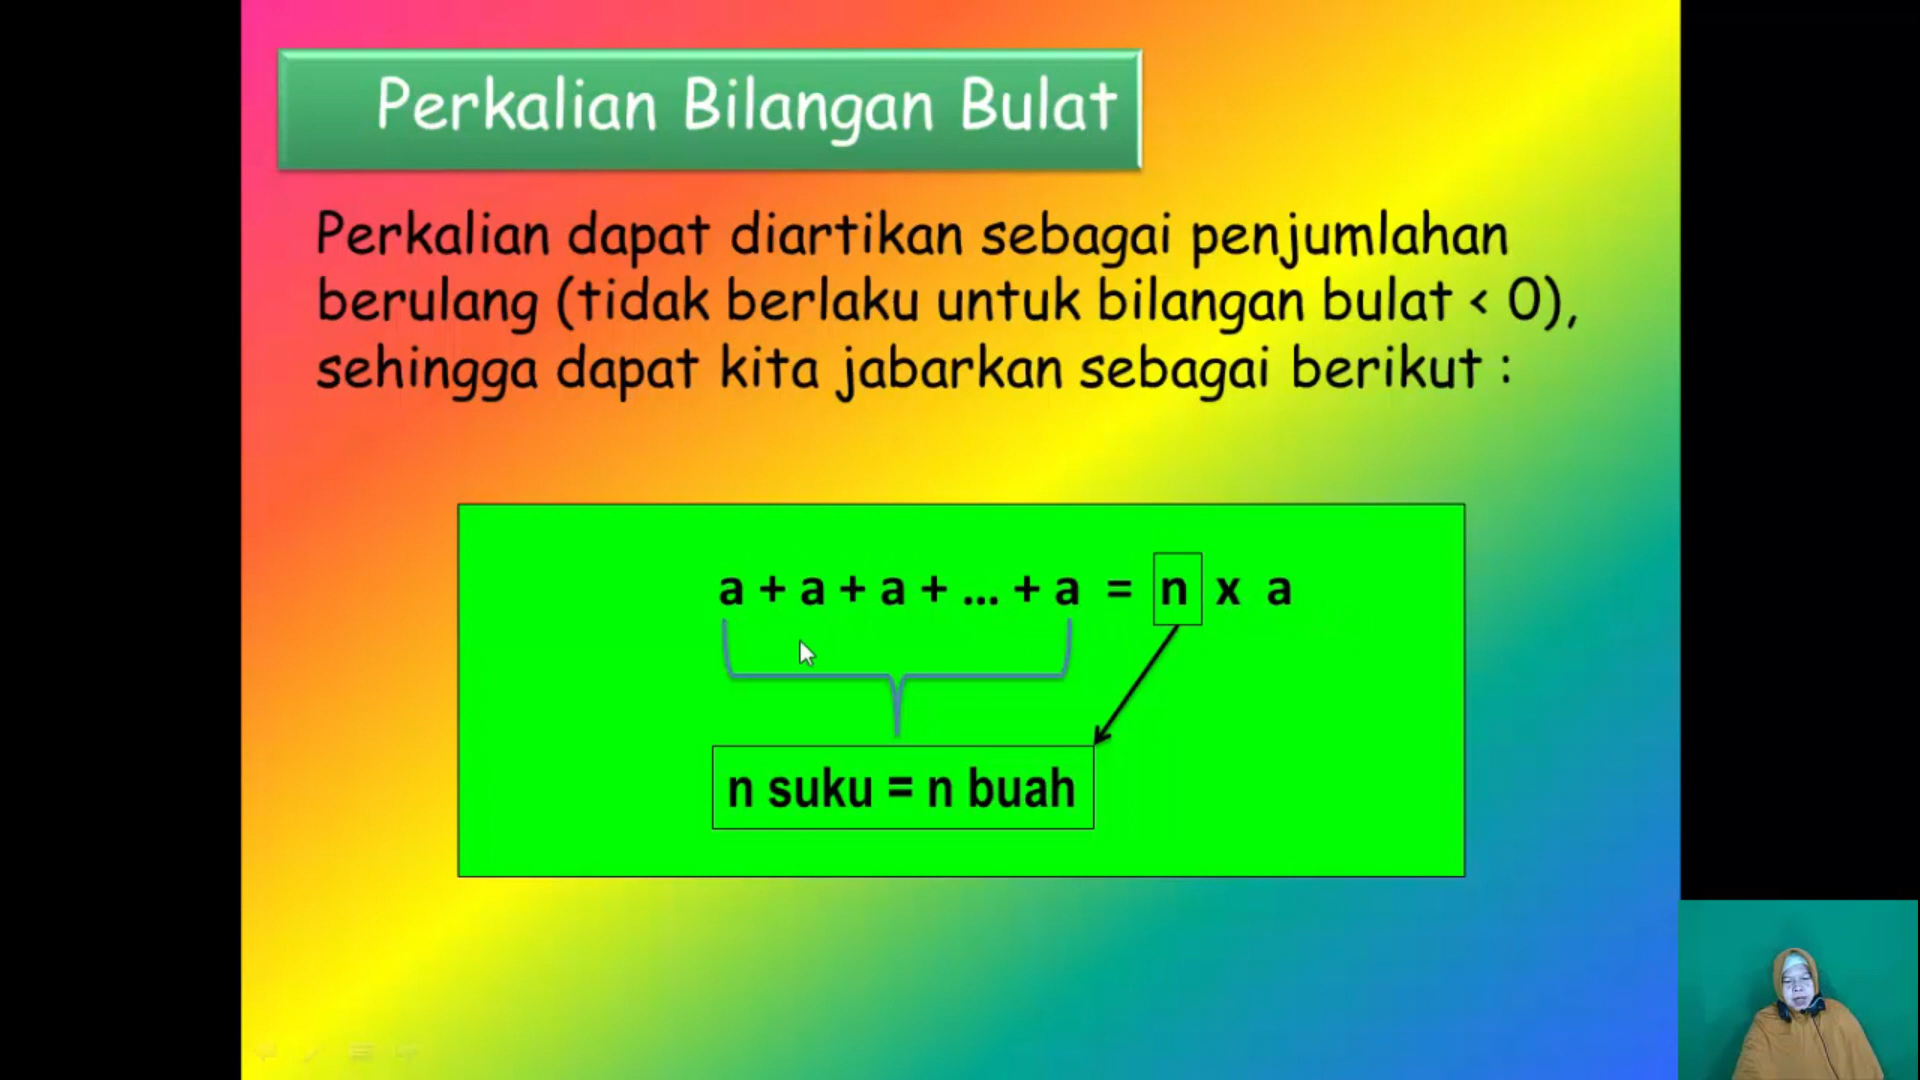 Perkalian Bilangan Bulat
Perkalian dapat diartikan sebagai penjumlahan
berulang (tidak berlaku untuk bilangan bulat < 0),
sehingga dapat kita jabarkan sebagai berikut :
a + a + a + ... + a = n x a
n suku = n buah